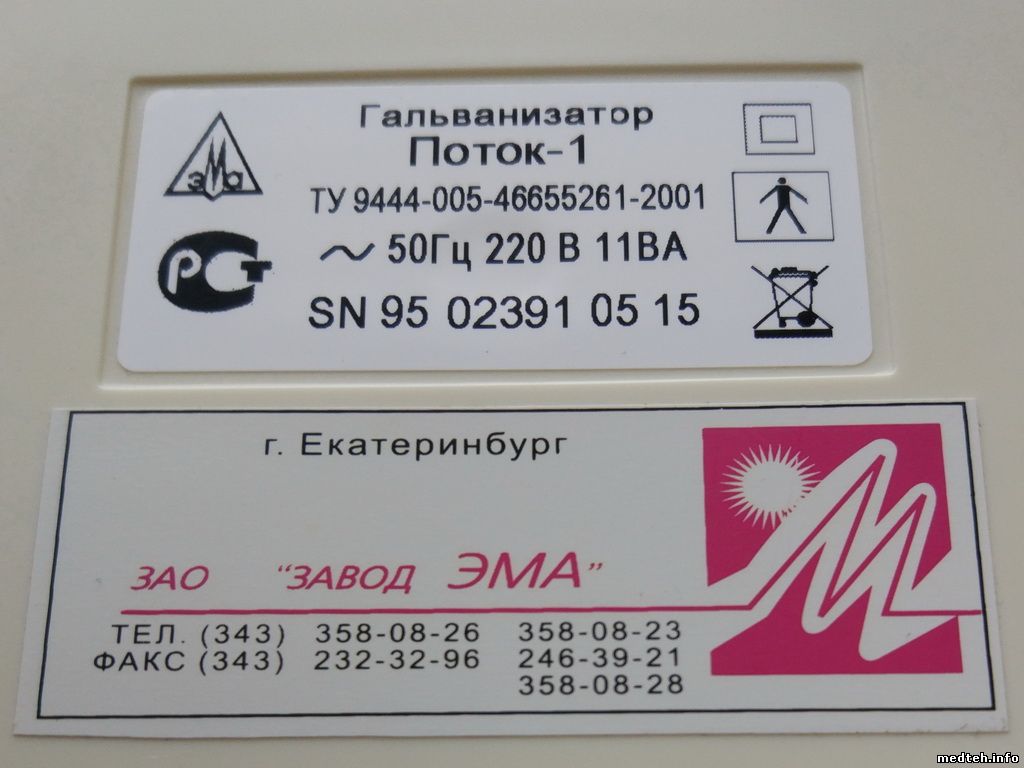 Гальванизатор
Поток-1
ТУ 9444-005-46655261-2001
~ 50Гц 220 В 11ВА
SN 95 02391 05 15
эМа
РСт
г. Екатеринбург
ЗАО "ЗАВОД ЭМА"
ТЕЛ. (343) 358-08-26 358-08-23
ФАКС (343) 232-32-96 246-39-21
358-08-28
medteh.info